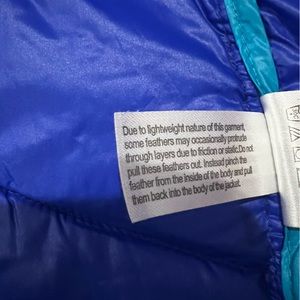 Due to lightweight nature of this garment,
some feathers may occasionally protrude
through layers due to friction or static.Do not
pull these feathers out. Instead pinch the
feather from the inside of the body and pull
them back into the body of the jacket.